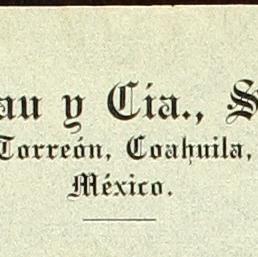 au y Cía., S
Torreón, Coahuila,
México.